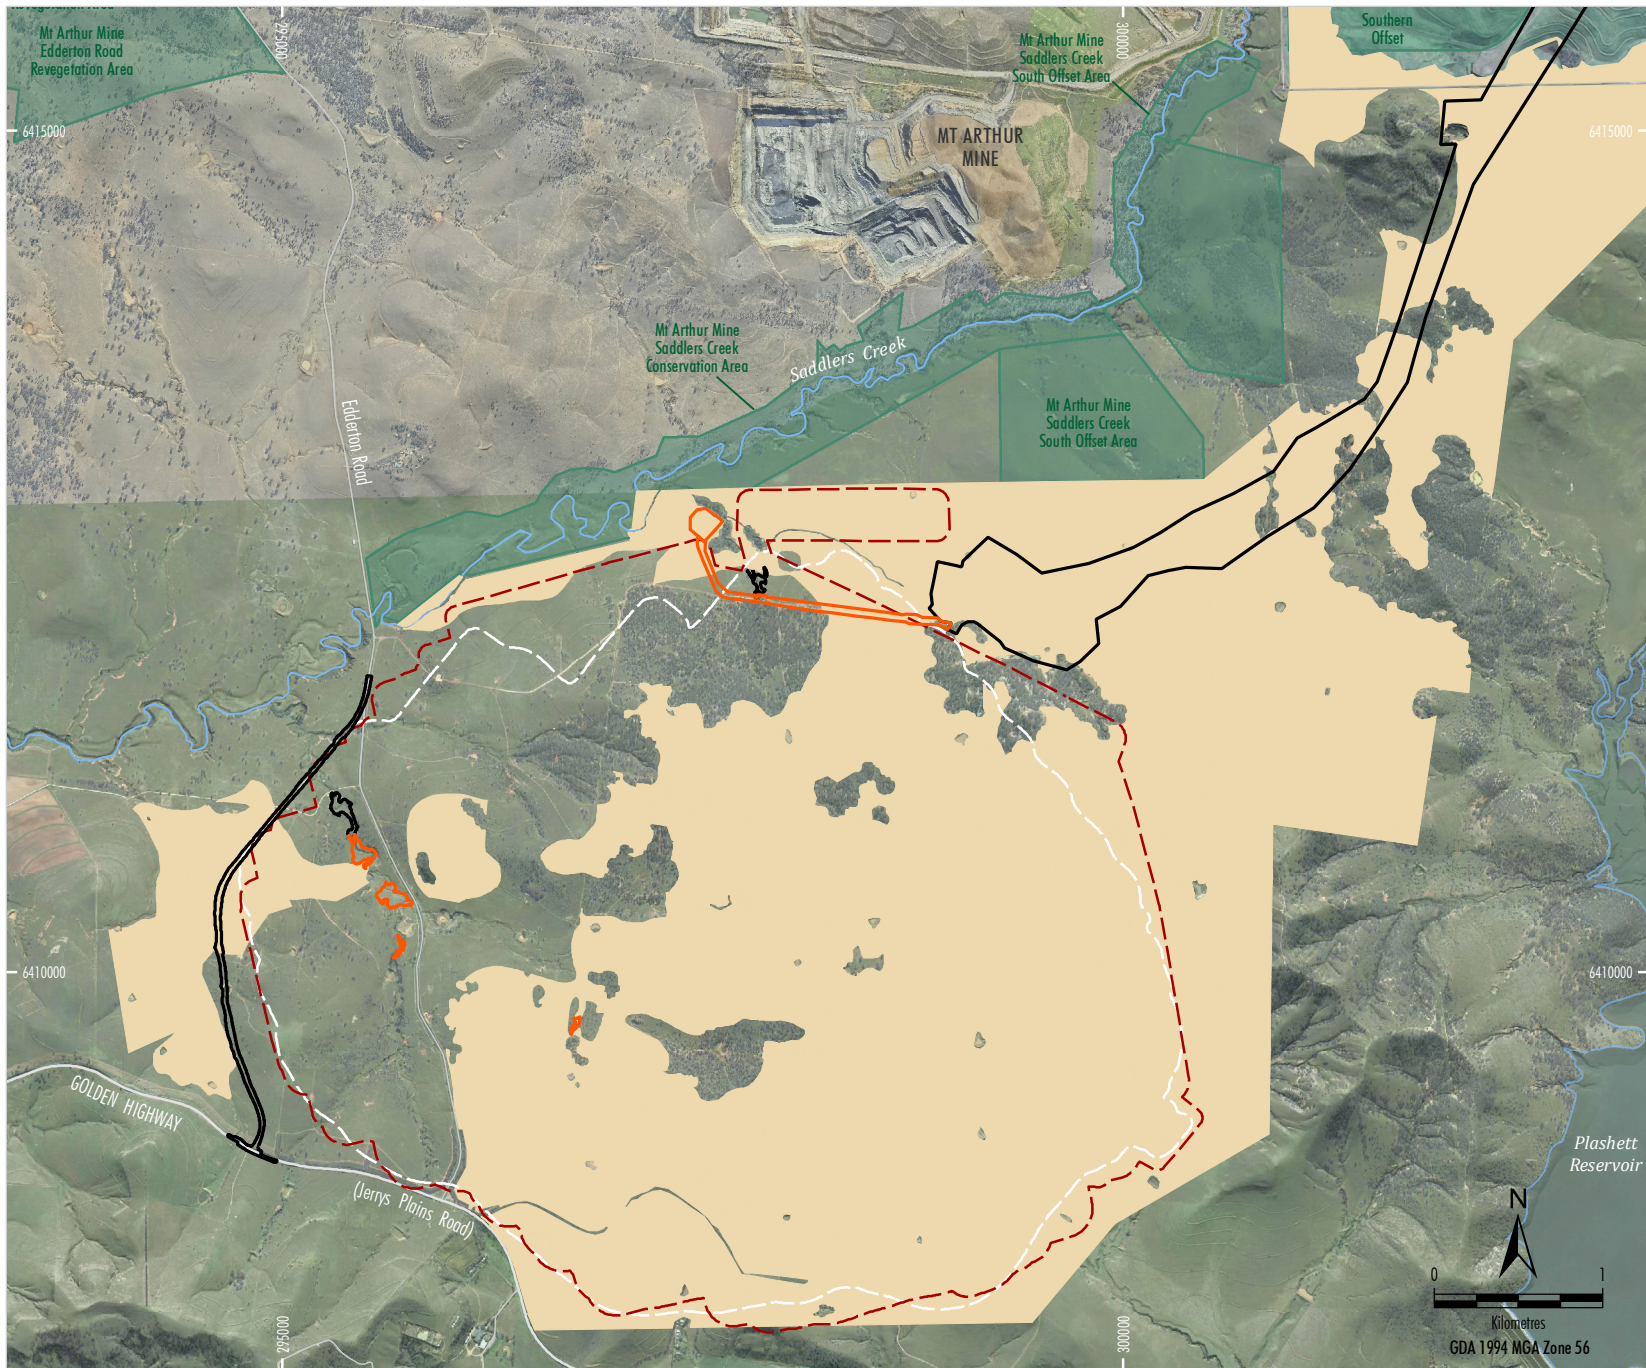 Revegetation Area
Mt Arthur Mine
Edderton Road
Revegetation Area
295000
Mt Arthur Mine
Saddlers Creek
South Offset Area
300000
Southern
Offset
6415000
6415000
MT ARTHUR
MINE
Mt Arthur Mine
Saddlers Creek
Conservation Area
Saddlers Creek
Mt Arthur Mine
Saddlers Creek
South Offset Area
Edderton Road
6410000
6410000
GOLDEN HIGHWAY
(Jerrys Plains Road)
Plashett
Reservoir
N
0 1
Kilometres
GDA 1994 MGA Zone 56
295000
300000